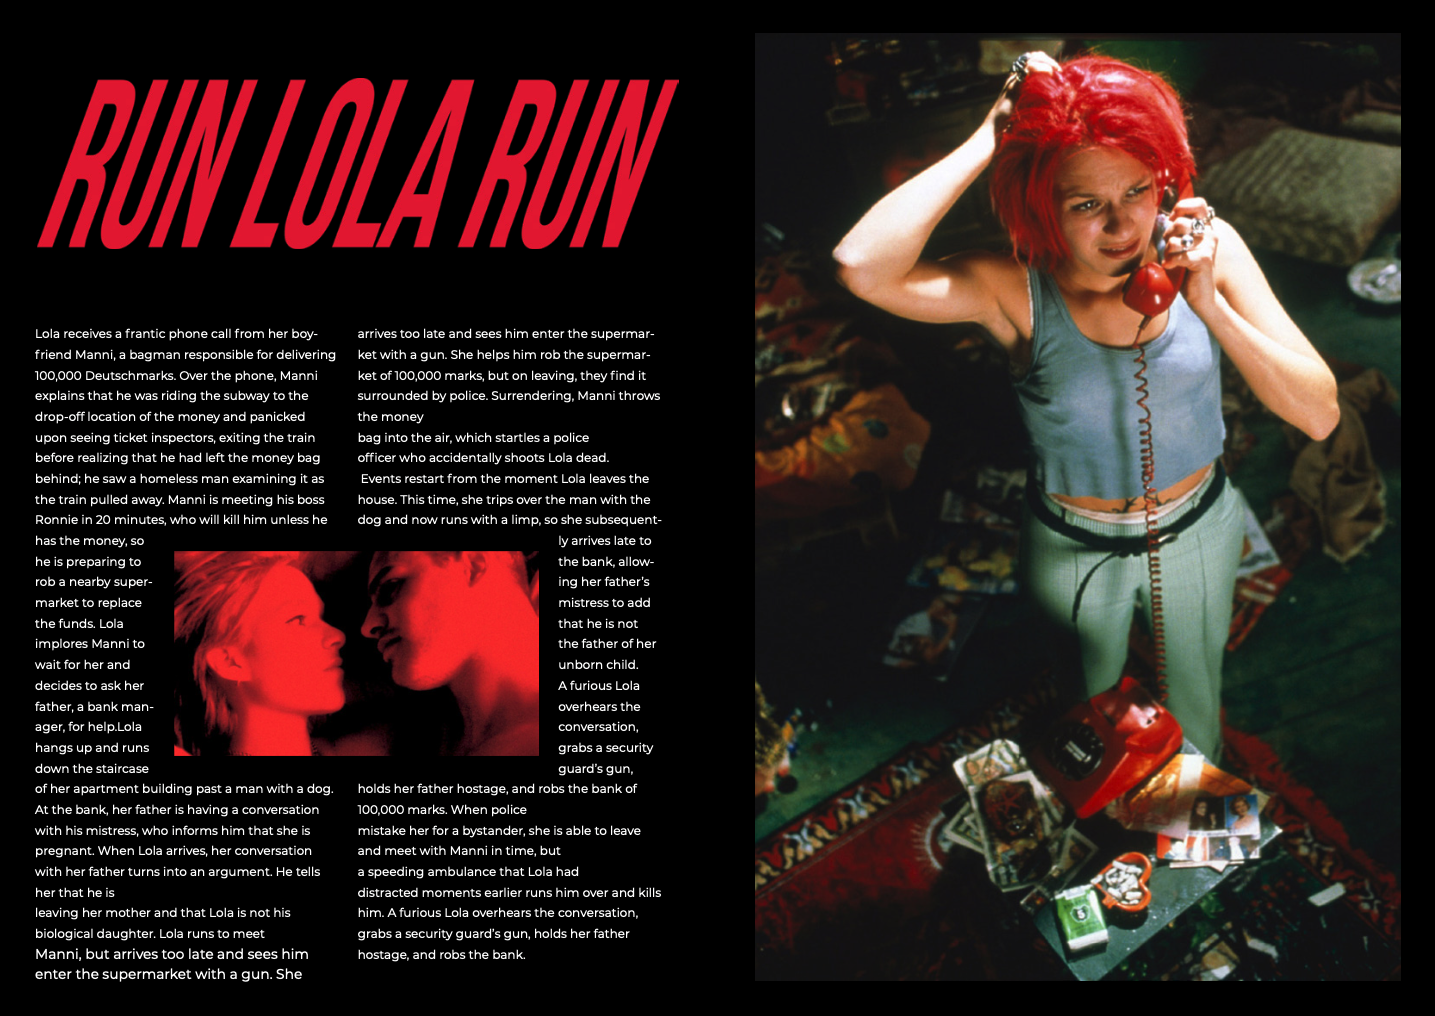 RUN LOLA RUN
Lola receives a frantic phone call from her boy-
friend Manni, a bagman responsible for delivering
100,000 Deutschmarks. Over the phone, Manni
explains that he was riding the subway to the
drop-off location of the money and panicked
upon seeing ticket inspectors, exiting the train
before realizing that he had left the money bag
behind; he saw a homeless man examining it as
the train pulled away. Manni is meeting his boss
Ronnie in 20 minutes, who will kill him unless he
has the money, so
he is preparing to
rob a nearby super-
market to replace
the funds. Lola
implores Manni to
wait for her and
decides to ask her
father, a bank man-
ager, for help.Lola
hangs up and runs
down the staircase
of her apartment building past a man with a dog.
At the bank, her father is having a conversation
with his mistress, who informs him that she is
pregnant. When Lola arrives, her conversation
with her father turns into an argument. He tells
her that he is
leaving her mother and that Lola is not his
biological daughter. Lola runs to meet
Manni, but arrives too late and sees him
enter the supermarket with a gun. She
arrives too late and sees him enter the supermar-
ket with a gun. She helps him rob the supermar-
ket of 100,000 marks, but on leaving, they find it
surrounded by police. Surrendering, Manni throws
the money
bag into the air, which startles a police
officer who accidentally shoots Lola dead.
Events restart from the moment Lola leaves the
house. This time, she trips over the man with the
dog and now runs with a limp, so she subsequent-
ly arrives late to
the bank, allow-
ing her father's
mistress to add
that he is not
the father of her
unborn child.
A furious Lola
overhears the
conversation,
grabs a security
guard's gun,
holds her father hostage, and robs the bank of
100,000 marks. When police
mistake her for a bystander, she is able to leave
and meet with Manni in time, but
a speeding ambulance that Lola had
distracted moments earlier runs him over and kills
him. A furious Lola overhears the conversation,
grabs a security guard's gun, holds her father
hostage, and robs the bank.